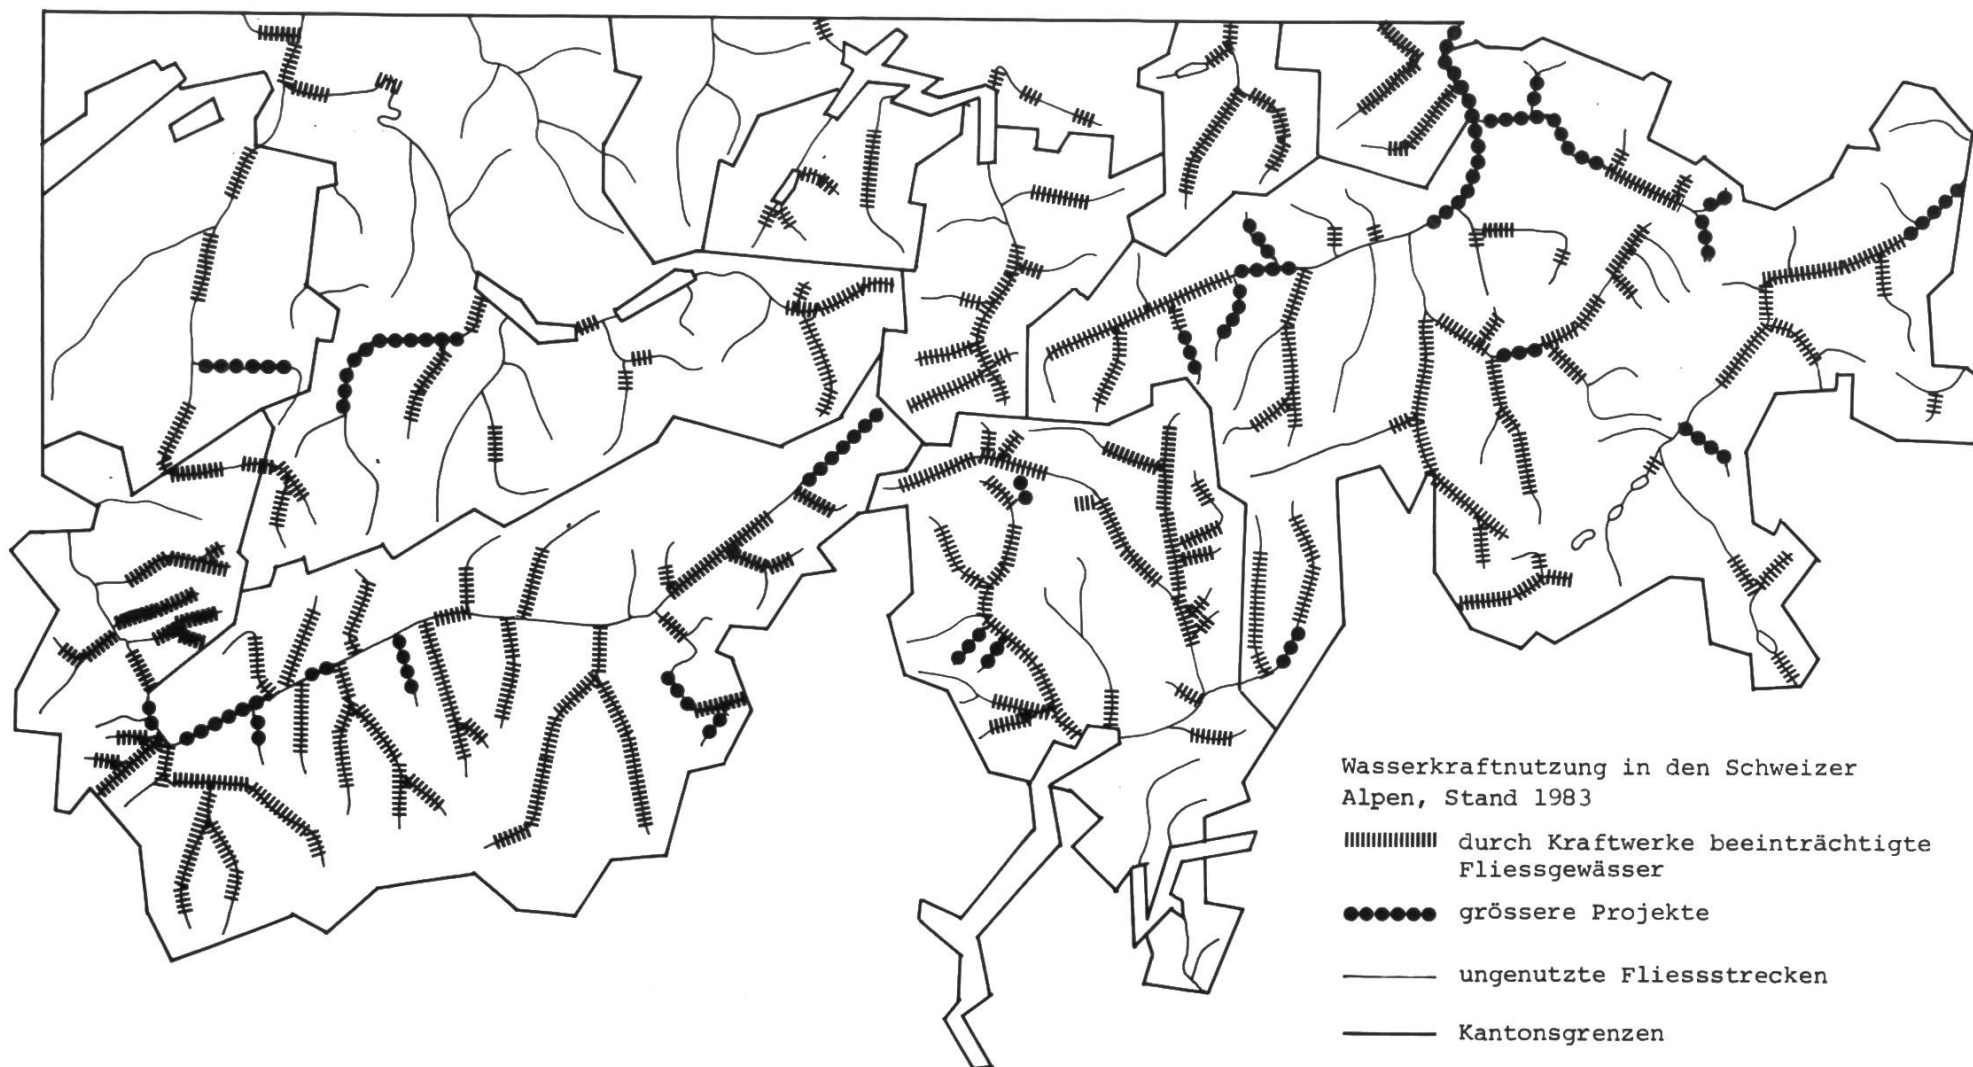 Wasserkraftnutzung in den Schweizer
Alpen, Stand 1983
durch Kraftwerke beeinträchtigte
Fliessgewässer
grössere Projekte
ungenutzte Fliessstrecken
Kantonsgrenzen